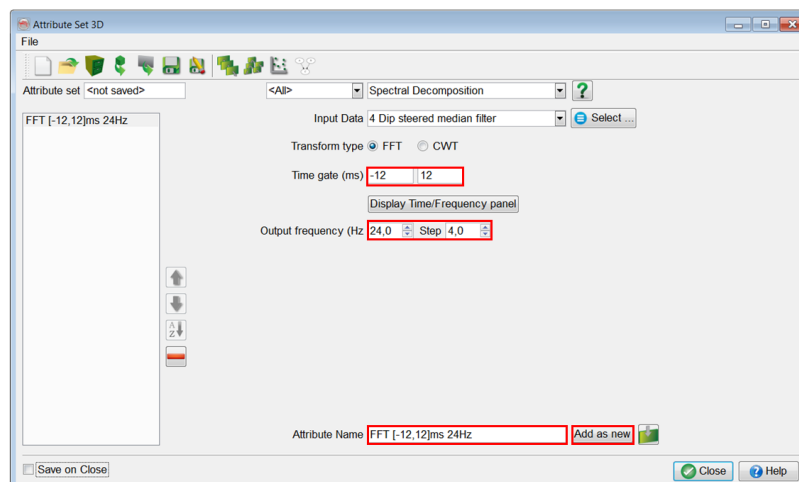 Attribute Set 3D
File
Attribute set <not saved> <All> Spectral Decomposition ?
FFT [-12,12]ms 24Hz
Input Data 4 Dip steered median filter Select ...
Transform type FFT CWT
Time gate (ms) -12 12
Display Time/Frequency panel
Output frequency (Hz 24,0 Step 4,0
A
Z
Attribute Name FFT [-12,12]ms 24Hz Add as new
Save on Close
Close ? Help